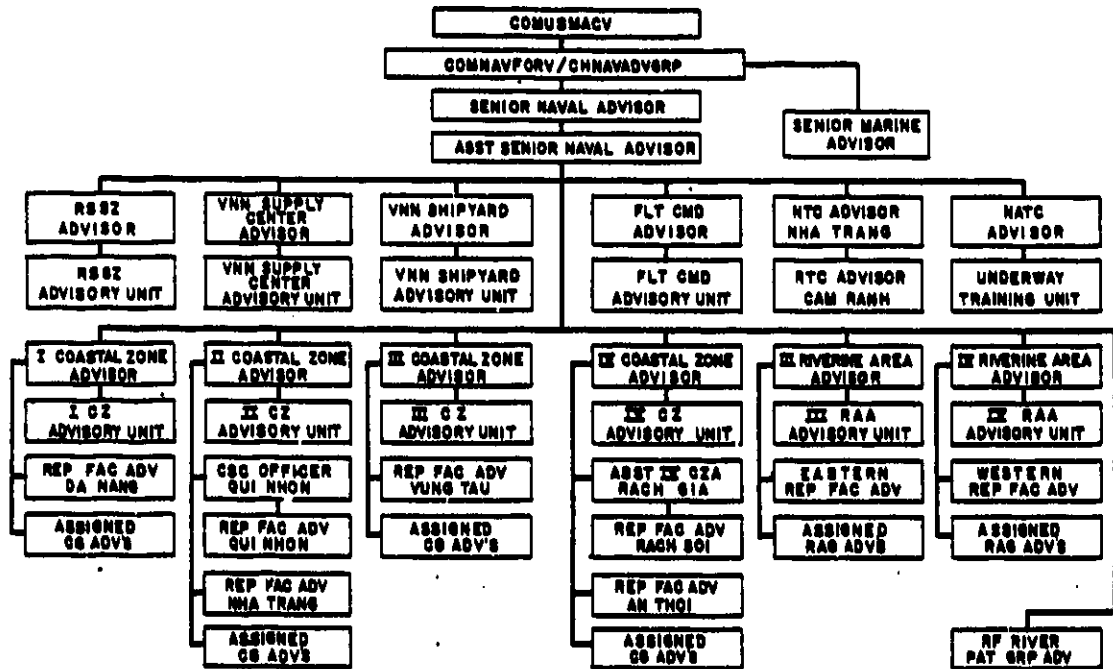 COMUSMACV
COMNAVFORV/CHNAVADVGRP
SENIOR NAVAL ADVISOR
SENIOR MARINE
ADVISOR
ASST SENIOR NAVAL ADVISOR
RSSZ
ADVISOR
VNN SUPPLY
CENTER
ADVISOR
VNN SHIPYARD
ADVISOR
FLT CMD
ADVISOR
NTC ADVISOR
NHA TRANG
NATC
ADVISOR
RSSZ
ADVISORY UNIT
VNN SUPPLY
CENTER
ADVISORY UNIT
VNN SHIPYARD
ADVISORY UNIT
FLT CMD
ADVISORY UNIT
RTC ADVISOR
CAM RANH
UNDERWAY
TRAINING UNIT
I COASTAL ZONE
ADVISOR
II COASTAL ZONE
ADVISOR
III COASTAL ZONE
ADVISOR
IV COASTAL ZONE
ADVISOR
III RIVERINE AREA
ADVISOR
IV RIVERINE AREA
ADVISOR
I CZ
ADVISORY UNIT
II CZ
ADVISORY UNIT
III CZ
ADVISORY UNIT
IV CZ
ADVISORY UNIT
III RAA
ADVISORY UNIT
IV RAA
ADVISORY UNIT
REP FAC ADV
DA NANG
CSC OFFICER
QUI NHON
REP FAC ADV
VUNG TAU
ASST IV CZA
RACH GIA
EASTERN
REP FAC ADV
WESTERN
REP FAC ADV
ASSIGNED
CG ADV'S
REP FAC ADV
QUI NHON
ASSIGNED
CG ADV'S
REP FAC ADV
RACH SOI
ASSIGNED
RAG ADVS
ASSIGNED
RAG ADV'S
REP FAC ADV
NHA TRANG
REP FAC ADV
AN THOI
ASSIGNED
CG ADV'S
ASSIGNED
CG ADV'S
RF RIVER
PAT GRP ADV